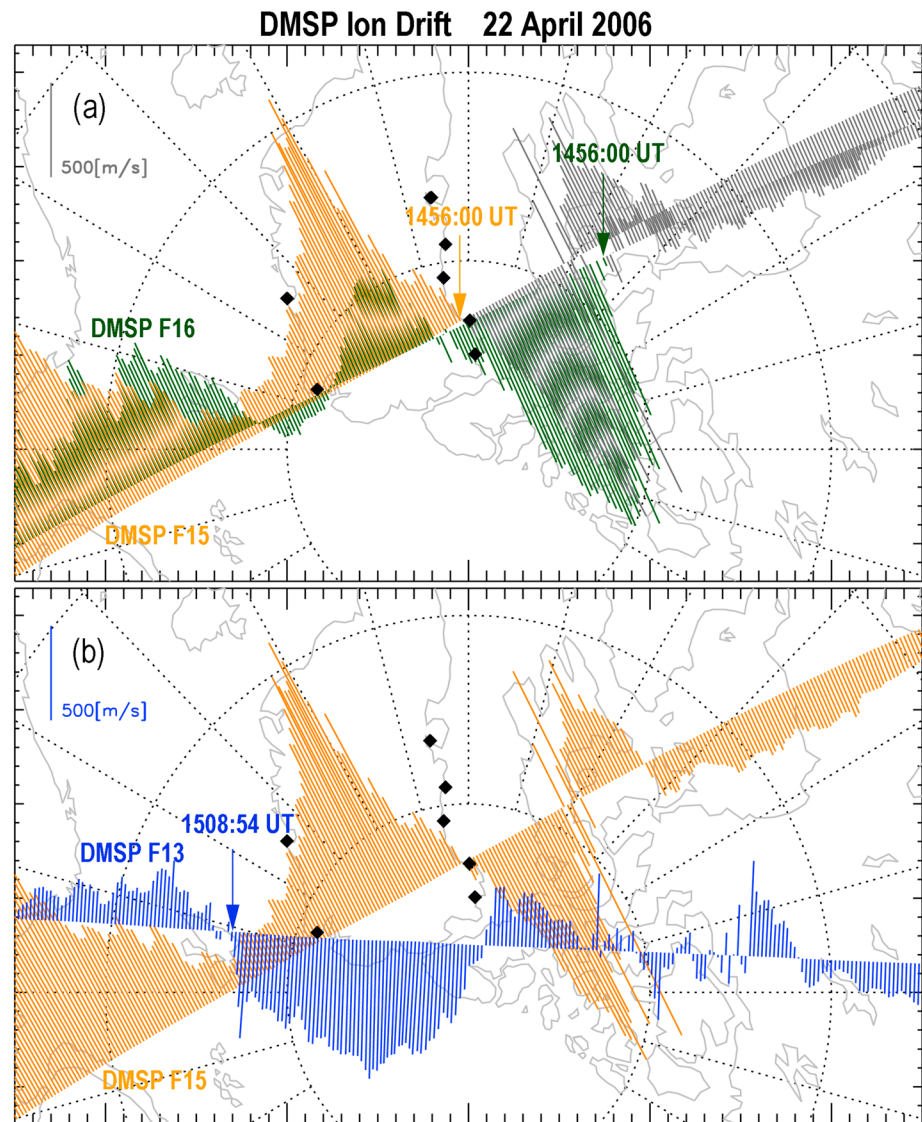 DMSP Ion Drift 22 April 2006
(a)
500[m/s]
1456:00 UT
1456:00 UT
DMSP F16
DMSP F15
(b)
500[m/s]
1508:54 UT
DMSP F13
DMSP F15